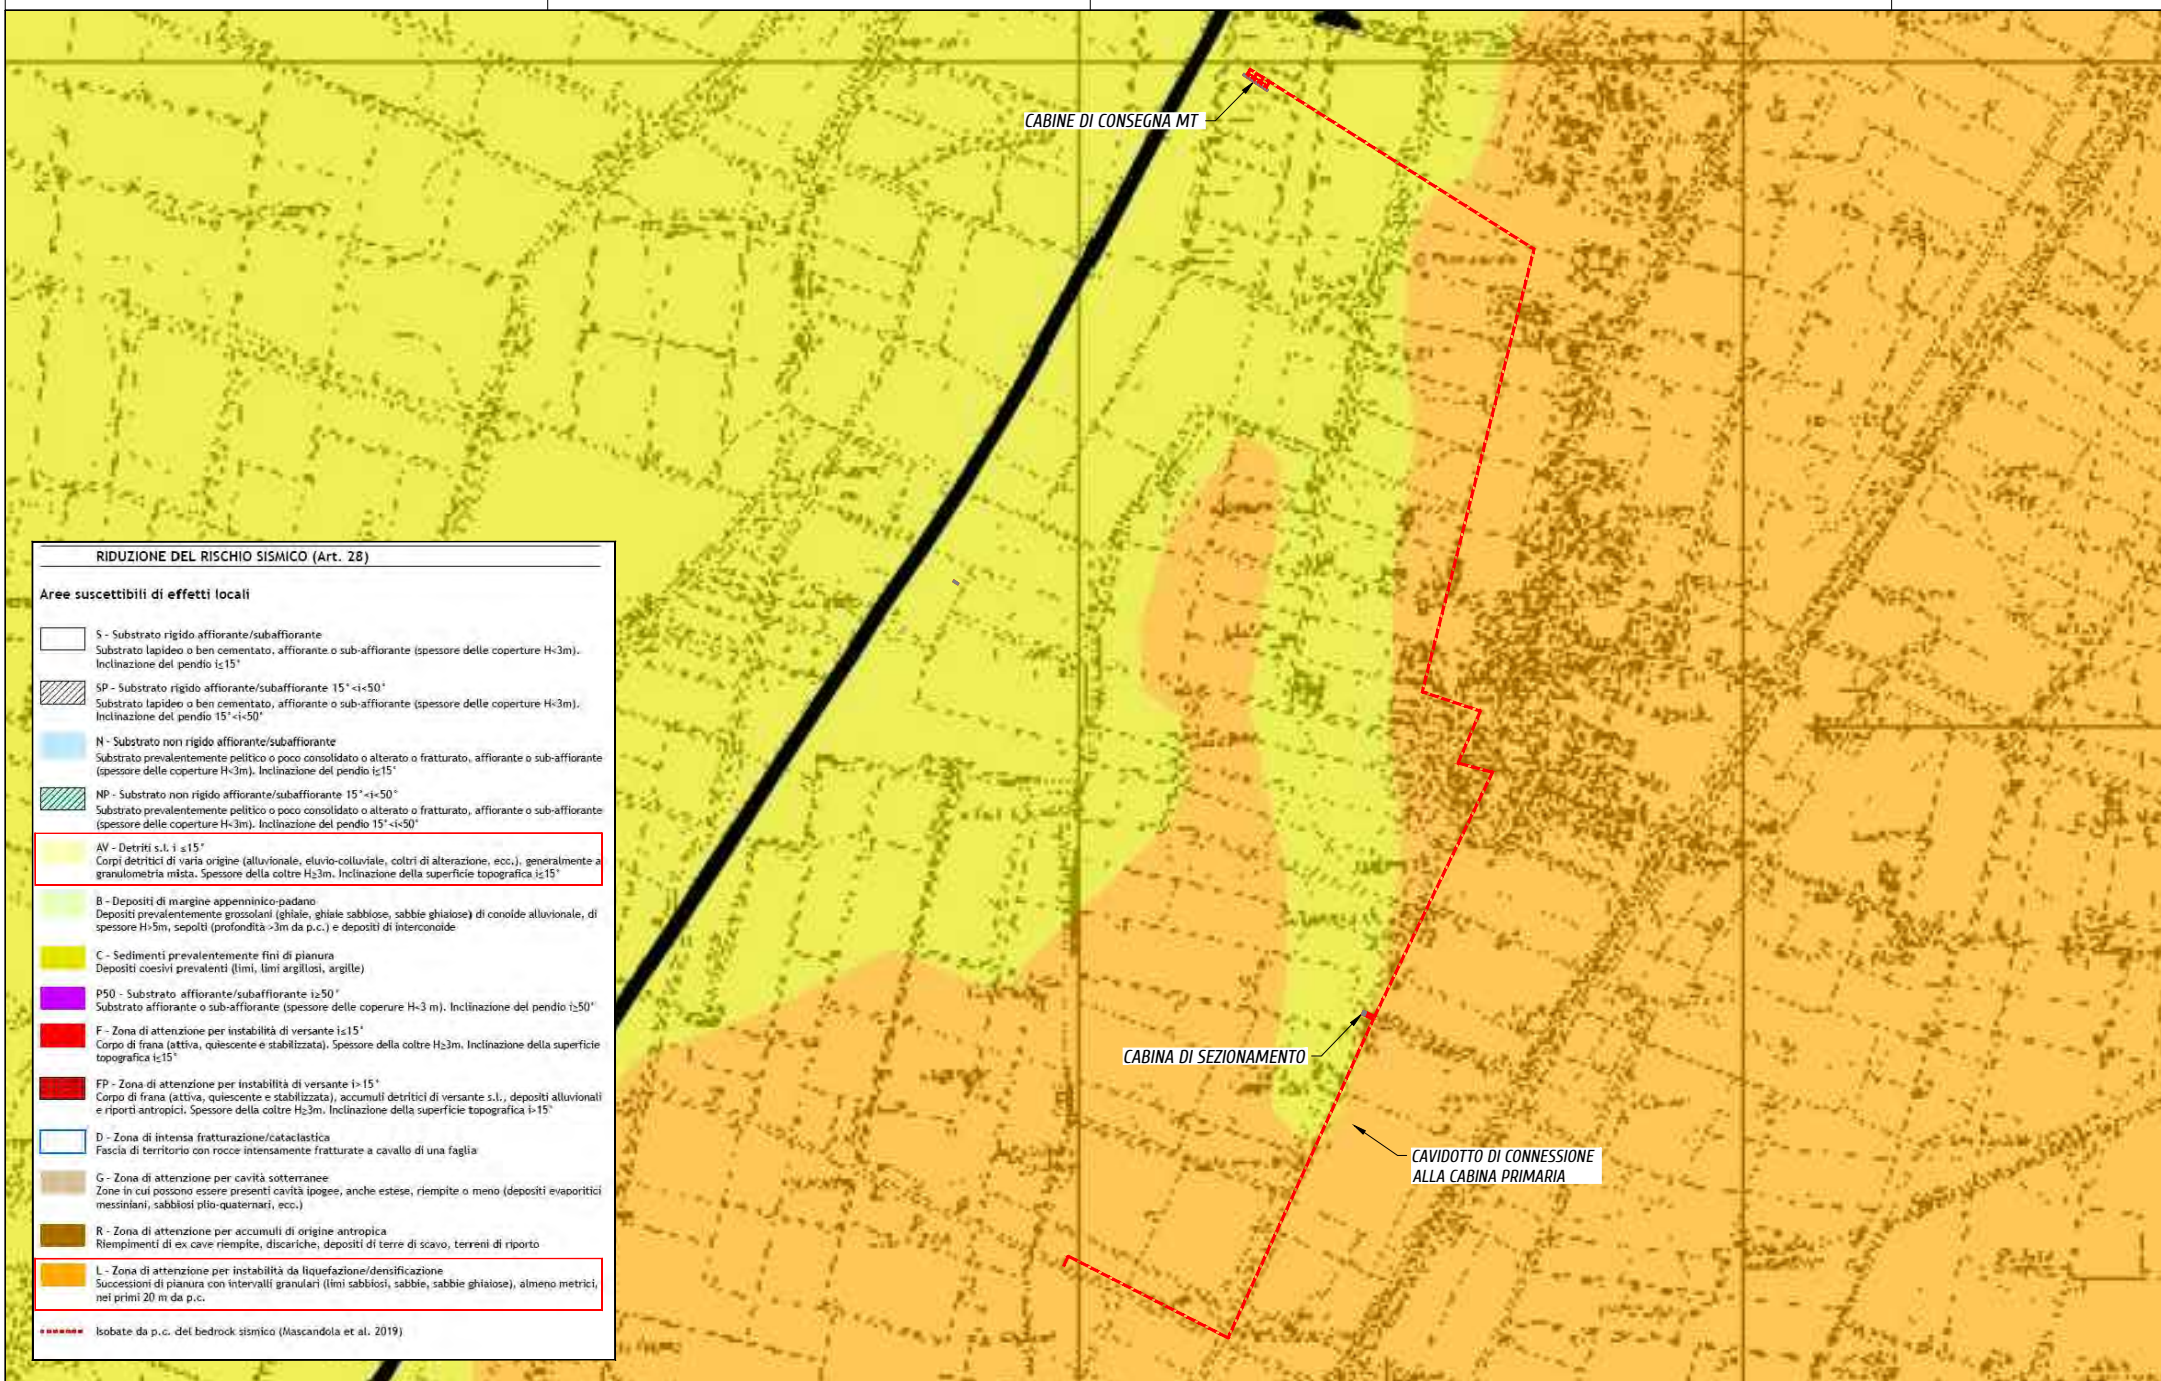 CABINE DI CONSEGNA MT
RIDUZIONE DEL RISCHIO SISMICO (Art. 28)
Aree suscettibili di effetti locali
S - Substrato rigido affiorante/subaffiorante
Substrato lapideo o ben cementato, affiorante o sub-affiorante (spessore delle coperture H<3m).
Inclinazione del pendio i≤15°
SP - Substrato rigido affiorante/subaffiorante 15°<i<50°
Substrato lapideo o ben cementato, affiorante o sub-affiorante (spessore delle coperture H<3m).
Inclinazione del pendio 15°<i<50°
N - Substrato non rigido affiorante/subaffiorante
Substrato prevalentemente pelitico o poco consolidato o alterato o fratturato, affiorante o sub-affiorante
(spessore delle coperture H<3m). Inclinazione del pendio i≤15°
NP - Substrato non rigido affiorante/subaffiorante 15°<i<50°
Substrato prevalentemente pelitico o poco consolidato o alterato o fratturato, affiorante o sub-affiorante
(spessore delle coperture H<3m). Inclinazione del pendio 15°<i<50°
AV - Detriti s.l. i ≤15°
Corpi detritici di varia origine (alluvionale, eluvio-colluviale, coltri di alterazione, ecc.), generalmente a
granulometria mista. Spessore della coltre H≥3m. Inclinazione della superficie topografica i≤15°
B - Depositi di margine appenninico-padano
Depositi prevalentemente grossolani (ghiaie, ghiaie sabbiose, sabbie ghiaiose) di conoide alluvionale, di
spessore H>5m, sepolti (profondità >3m da p.c.) e depositi di interconoide
C - Sedimenti prevalentemente fini di pianura
Depositi coesivi prevalenti (limi, limi argillosi, argille)
P50 - Substrato affiorante/subaffiorante i≥50°
Substrato affiorante o sub-affiorante (spessore delle coperure H<3 m). Inclinazione del pendio i≥50°
F - Zona di attenzione per instabilità di versante i≤15°
Corpo di frana (attiva, quiescente e stabilizzata). Spessore della coltre H≥3m. Inclinazione della superficie
topografica i≤15°
FP - Zona di attenzione per instabilità di versante i>15°
Corpo di frana (attiva, quiescente e stabilizzata), accumuli detritici di versante s.l., depositi alluvionali
e riporti antropici. Spessore della coltre H≥3m. Inclinazione della superficie topografica i>15°
D - Zona di intensa fratturazione/cataclastica
Fascia di territorio con rocce intensamente fratturate a cavallo di una faglia
G - Zona di attenzione per cavità sotterranee
Zone in cui possono essere presenti cavità ipogee, anche estese, riempite o meno (depositi evaporitici
messiniani, sabbiosi plio-quaternari, ecc.)
R - Zona di attenzione per accumuli di origine antropica
Riempimenti di ex cave riempite, discariche, depositi di terre di scavo, terreni di riporto
L - Zona di attenzione per instabilità da liquefazione/densificazione
Successioni di pianura con intervalli granulari (limi sabbiosi, sabbie, sabbie ghiaiose), almeno metrici,
nei primi 20 m da p.c.
Isobate da p.c. del bedrock sismico (Mascandola et al. 2019)
CABINA DI SEZIONAMENTO
CAVIDOTTO DI CONNESSIONE
ALLA CABINA PRIMARIA